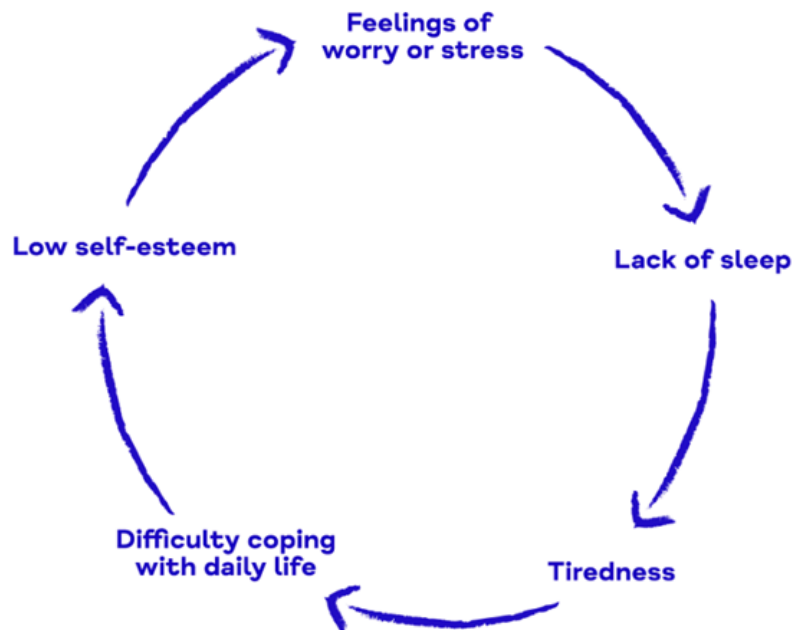 Feelings of
worry or stress
Lack of sleep
Tiredness
Difficulty coping
with daily life
Low self-esteem